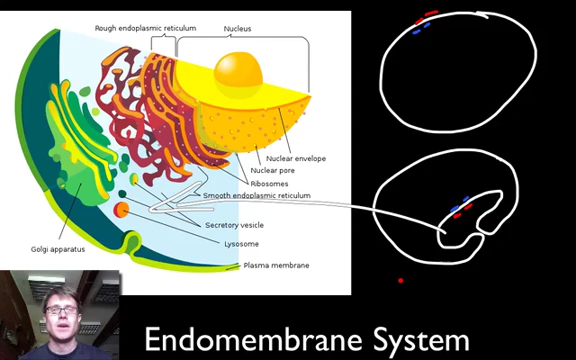 Rough endoplasmic reticulum
Nucleus
Nuclear envelope
Nuclear pore
Ribosomes
Smooth endoplasmic reticulum
Secretory vesicle
Lysosome
Golgi apparatus
Plasma membrane
Endomembrane System